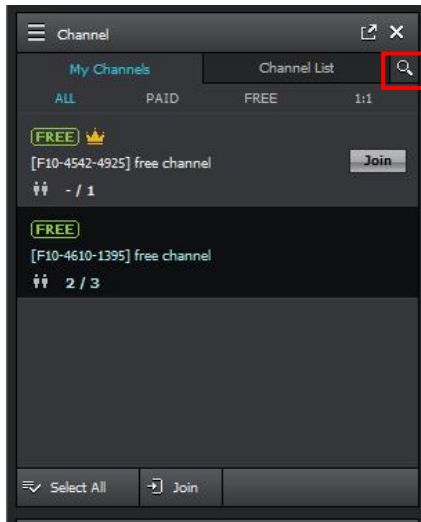 Channel
My Channels Channel List
ALL PAID FREE 1:1
FREE
[F10-4542-4925] free channel
Join
- / 1
FREE
[F10-4610-1395] free channel
2 / 3
Select All Join